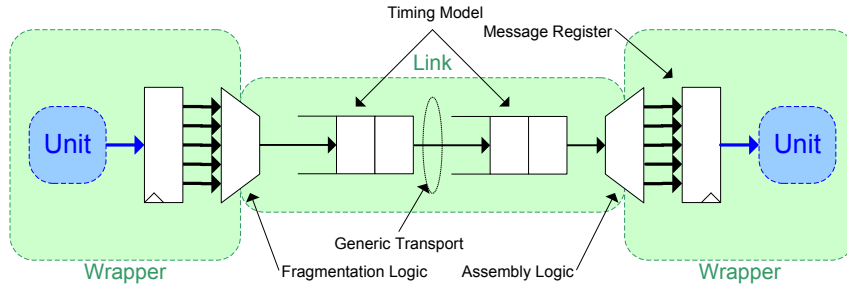 Timing Model
Message Register
Link
Unit
Unit
Generic Transport
Wrapper
Fragmentation Logic
Assembly Logic
Wrapper